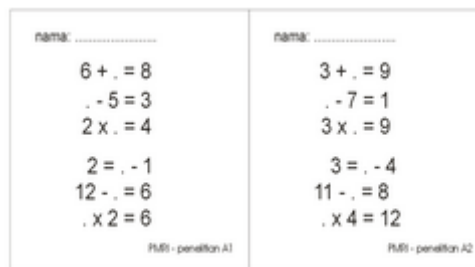 nama: .....................
6 + . = 8
. - 5 = 3
2 x . = 4
2 = . - 1
12 - . = 6
. x 2 = 6
PMRI - penelitian A1
nama: .....................
3 + . = 9
. - 7 = 1
3 x . = 9
3 = . - 4
11 - . = 8
. x 4 = 12
PMRI - penelitian A2